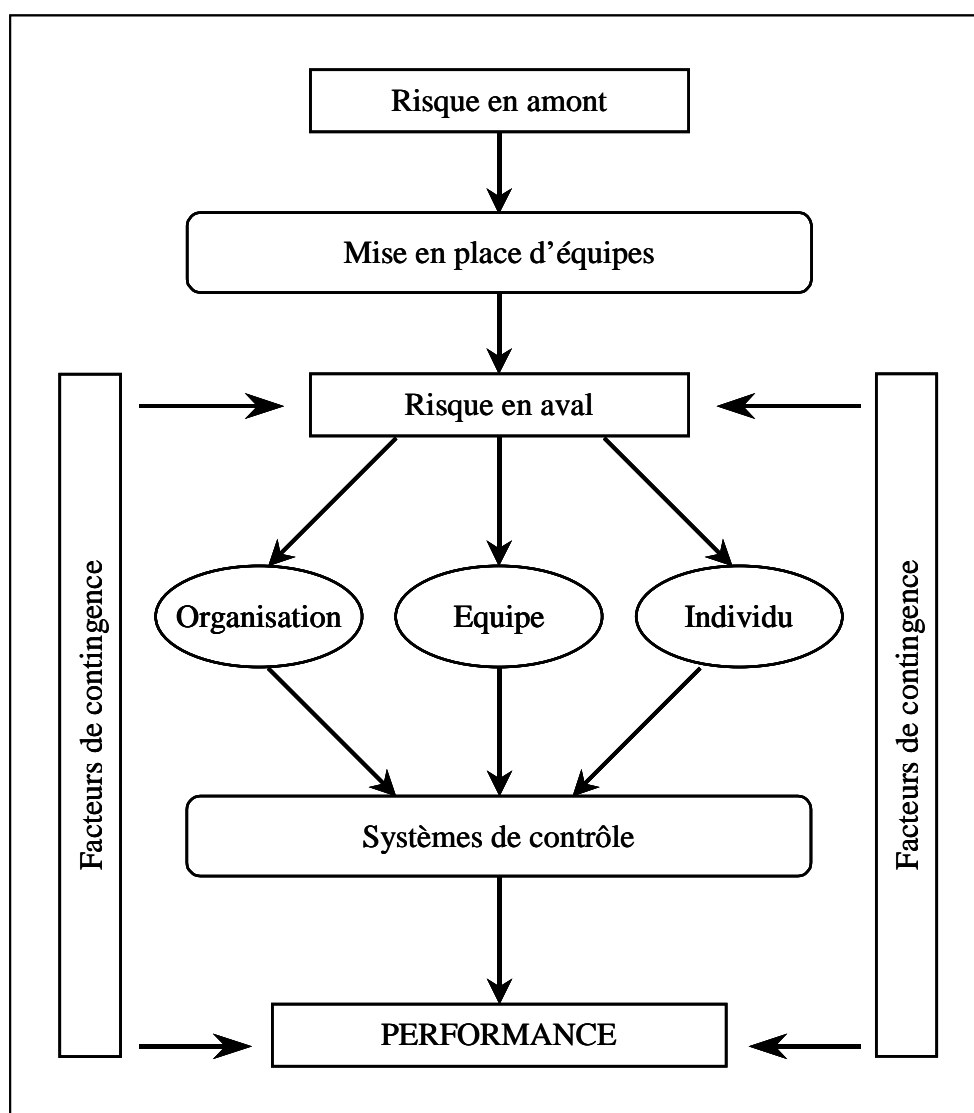 Risque en amont
Mise en place d’équipes
Risque en aval
Facteurs de contingence
Facteurs de contingence
Organisation
Equipe
Individu
Systèmes de contrôle
PERFORMANCE